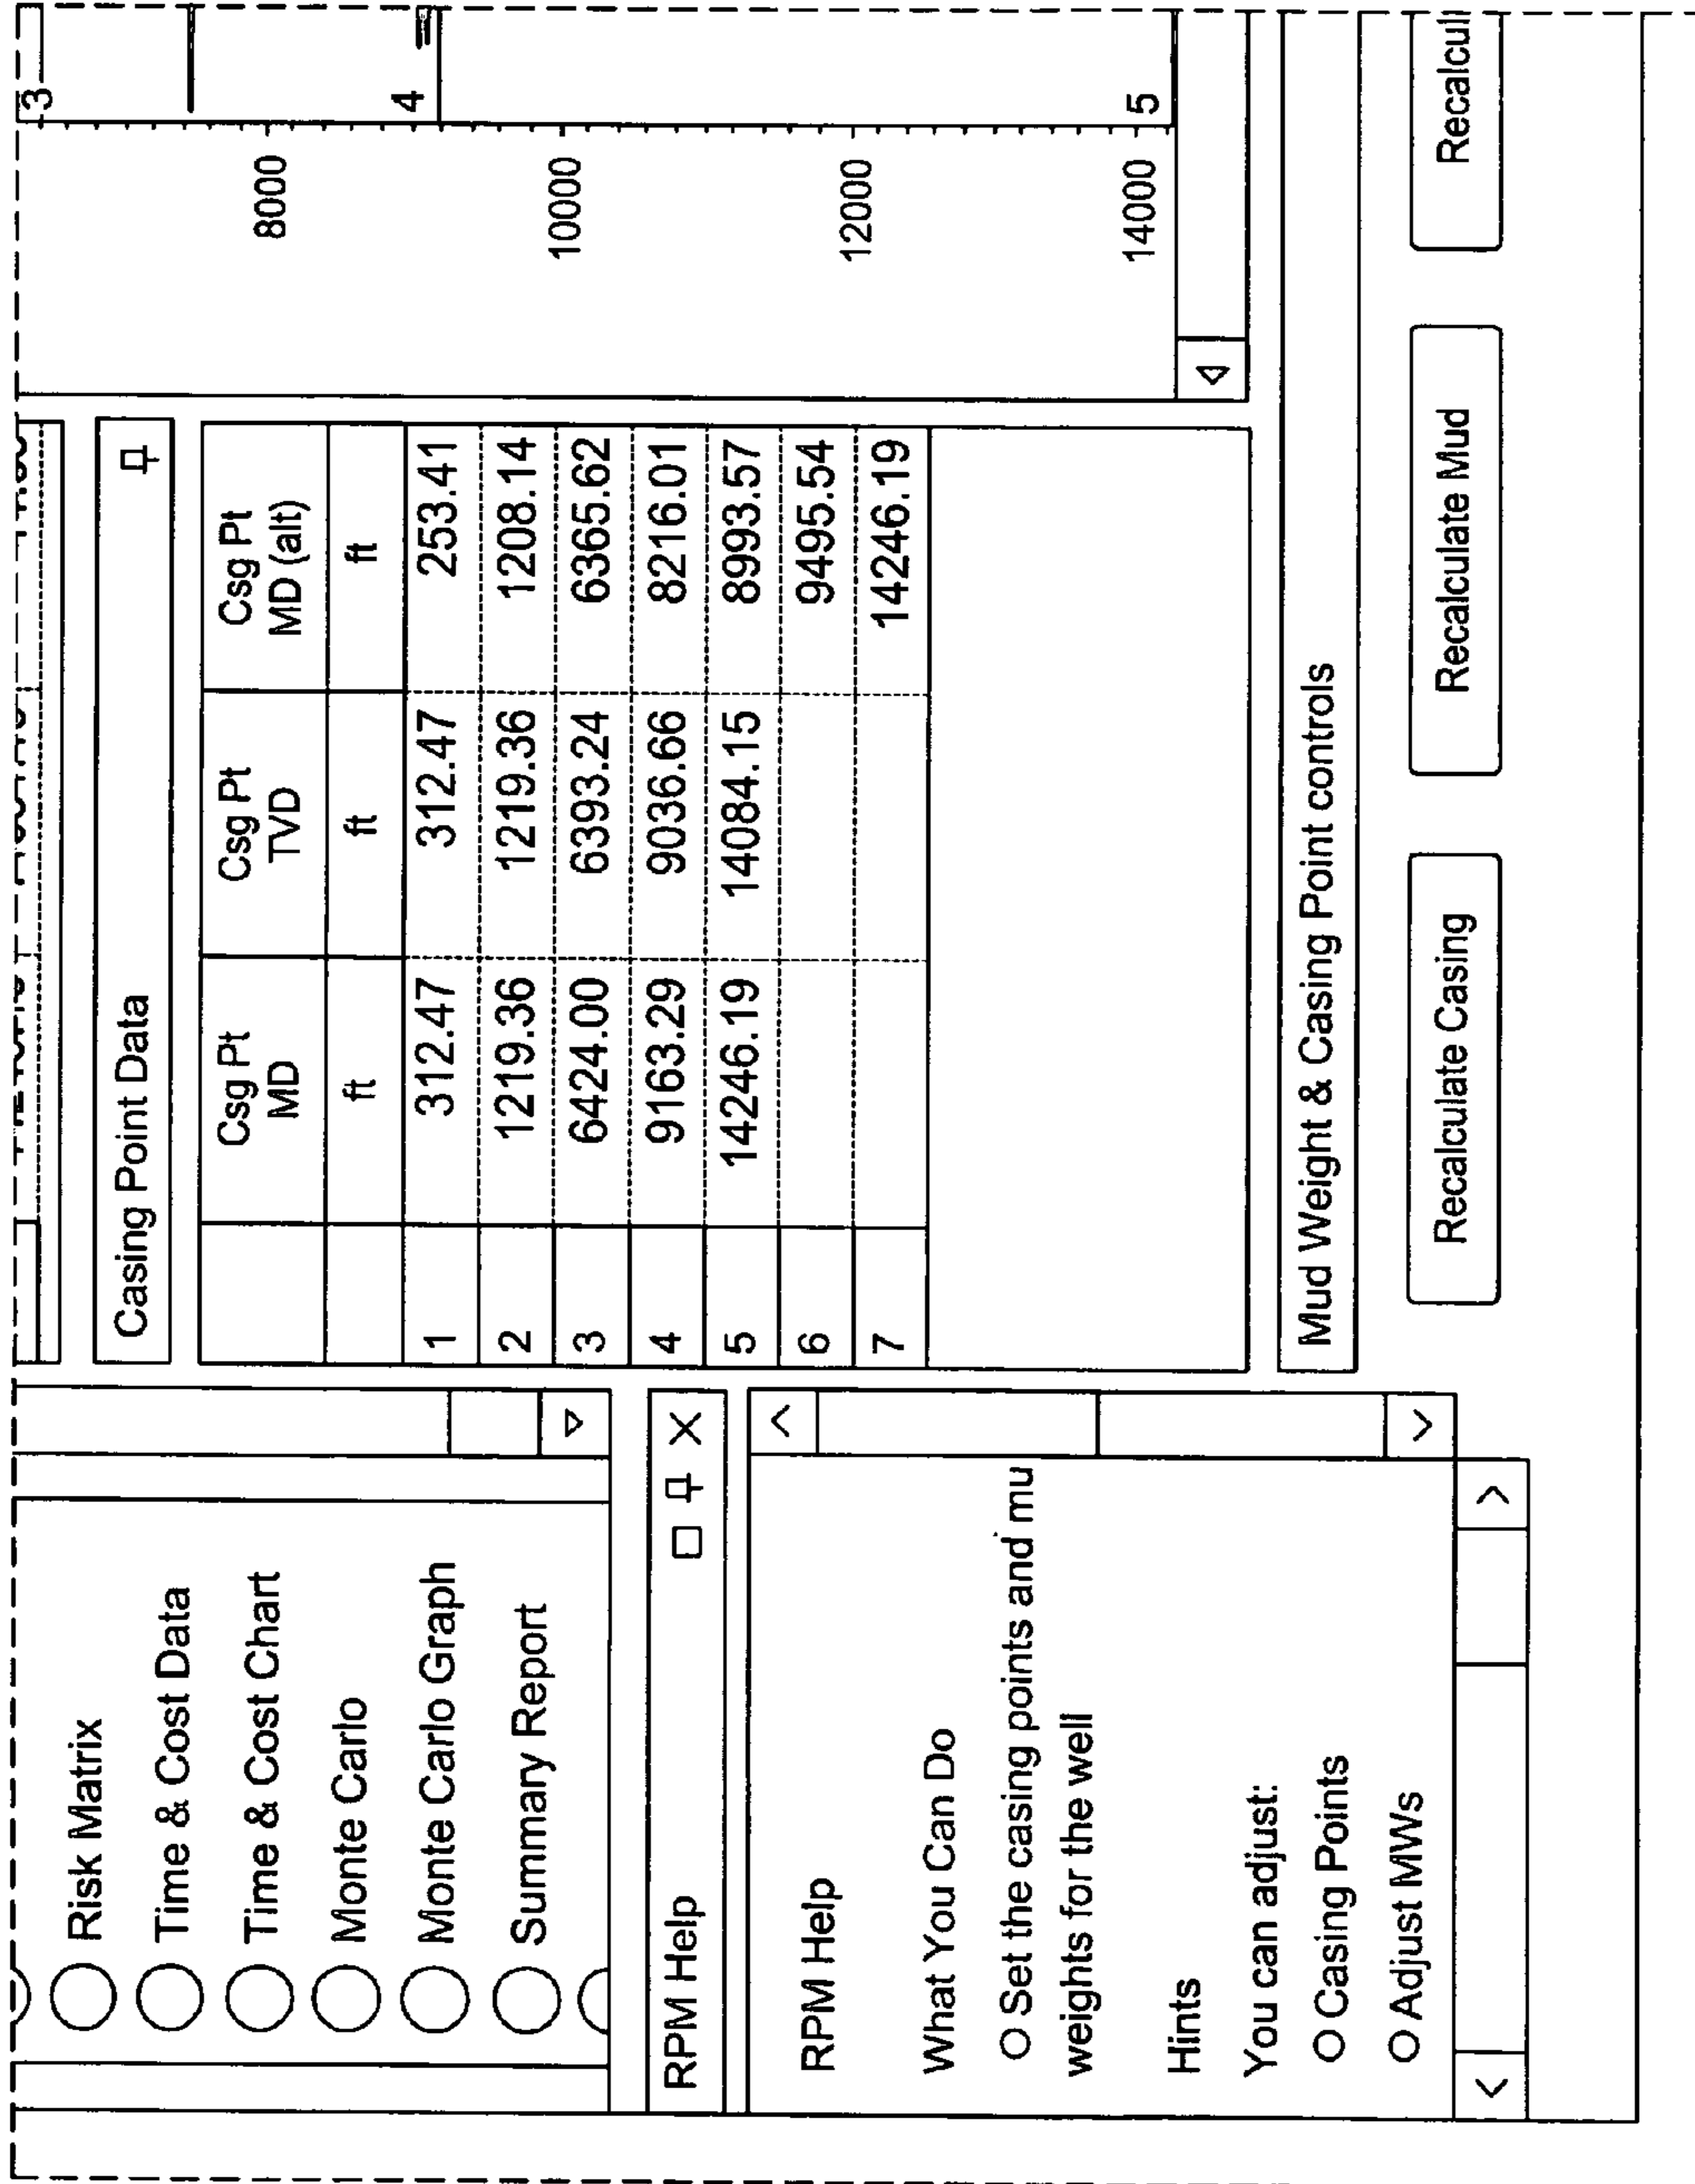 Risk Matrix
Time & Cost Data
Time & Cost Chart
Monte Carlo
Monte Carlo Graph
Summary Report
RPM Help
RPM Help
What You Can Do
Set the casing points and mu
weights for the well
Hints
You can adjust:
Casing Points
Adjust MWs
Casing Point Data
Csg Pt MD Csg Pt TVD Csg Pt MD (alt)
ft ft ft
1 312.47 312.47 253.41
2 1219.36 1219.36 1208.14
3 6424.00 6393.24 6365.62
4 9163.29 9036.66 8216.01
5 14246.19 14084.15 8993.57
6 9495.54
7 14246.19
3
8000
4
10000
12000
14000
5
Mud Weight & Casing Point controls
Recalculate Casing Recalculate Mud Recalcul